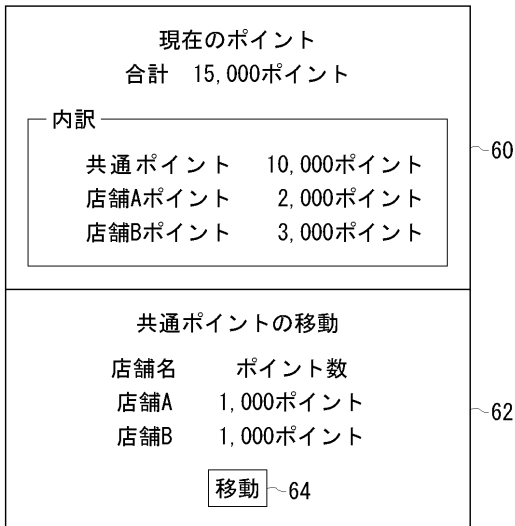 現在のポイント
合計 15,000ポイント
内訳
共通ポイント 10,000ポイント
店舗Aポイント 2,000ポイント
店舗Bポイント 3,000ポイント
60
共通ポイントの移動
店舗名 ポイント数
店舗A 1,000ポイント
店舗B 1,000ポイント
62
移動 64